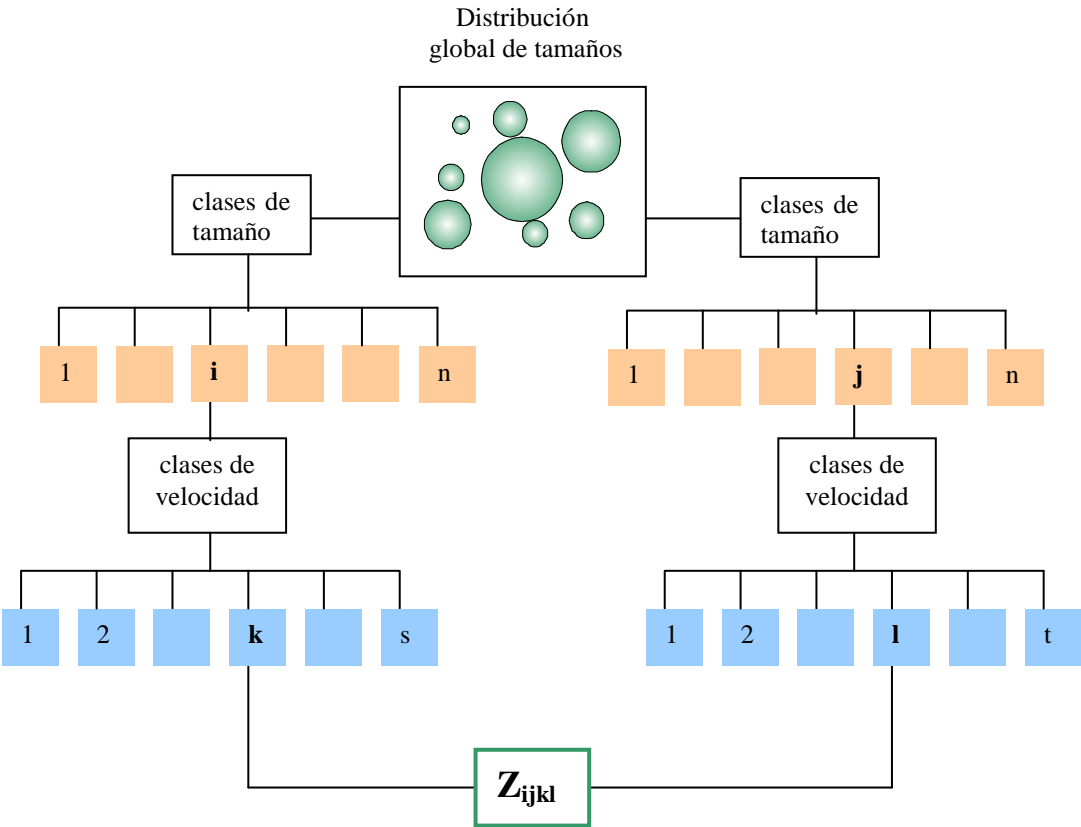 Distribución
global de tamaños
clases de
tamaño
clases de
tamaño
1
i
n
1
j
n
clases de
velocidad
clases de
velocidad
1
2
k
s
1
2
l
t
Zijkl